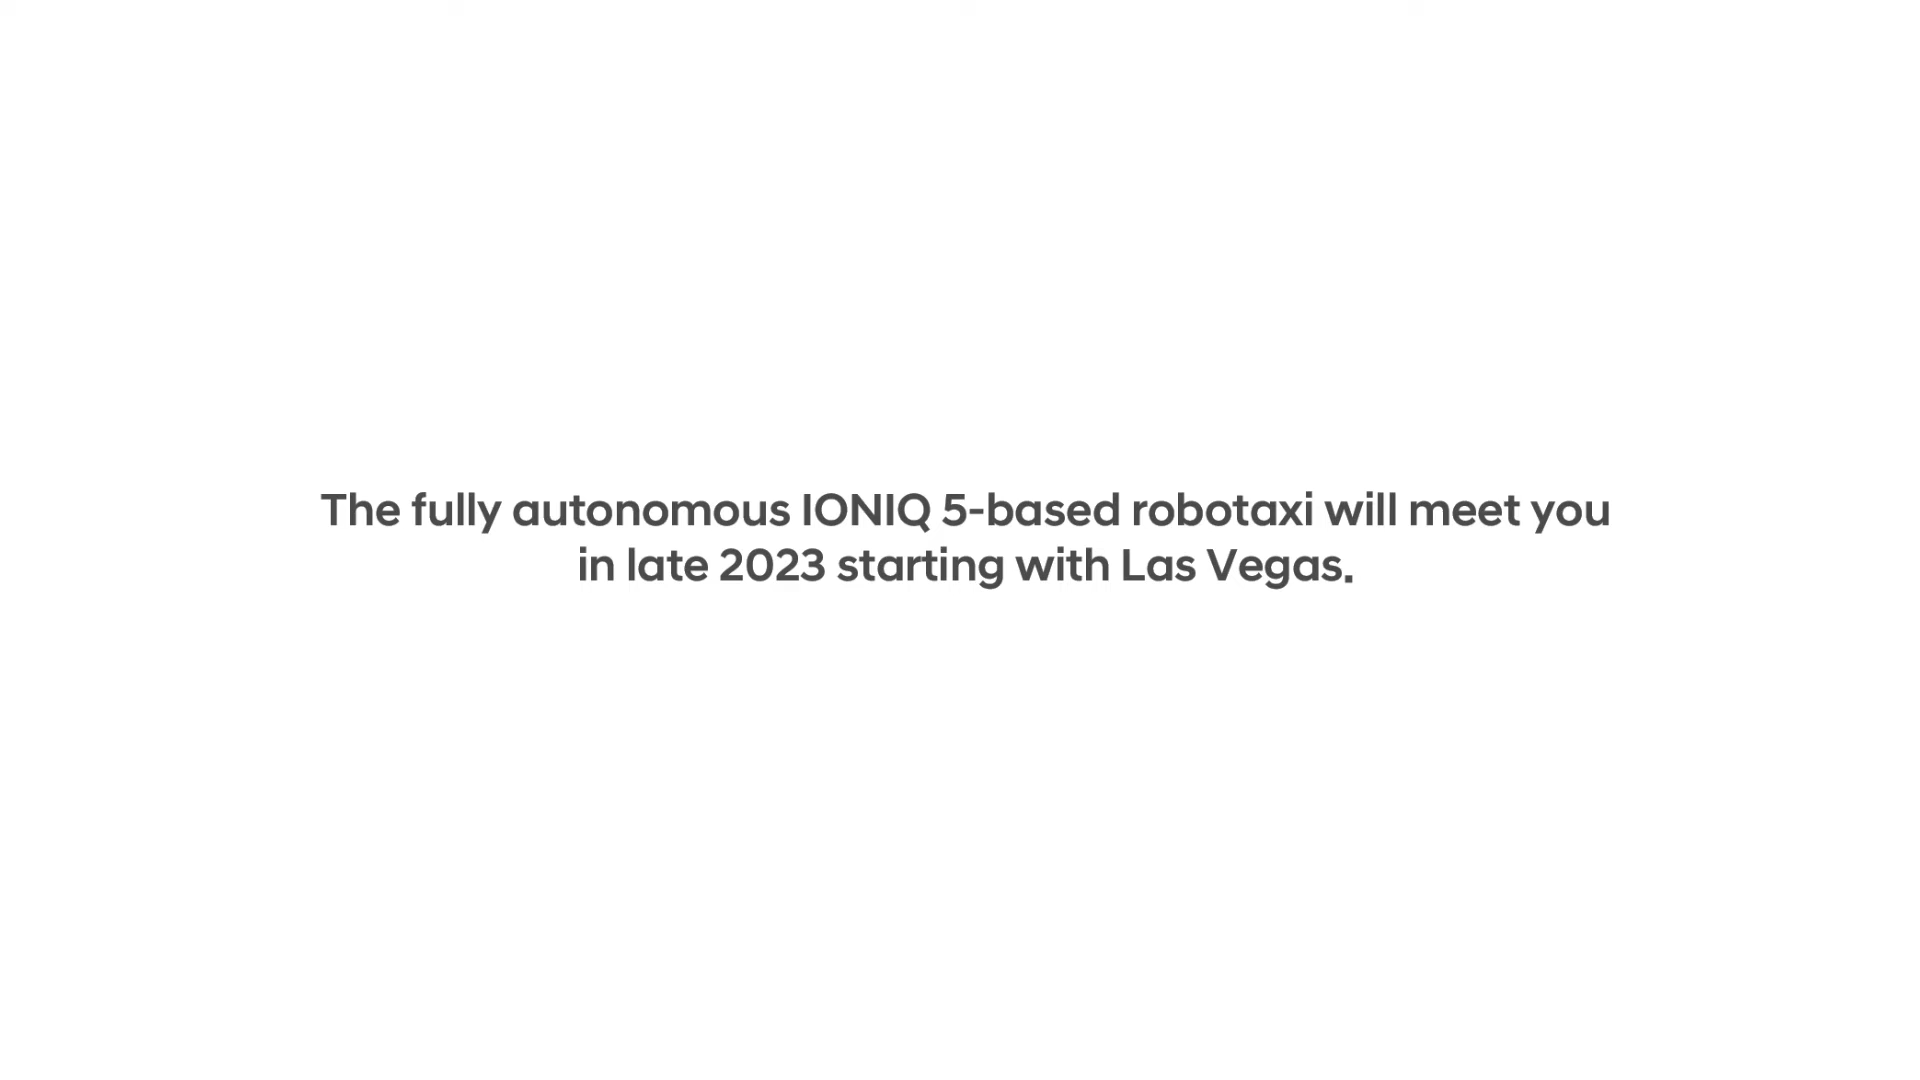 The fully autonomous IONIQ 5-based robotaxi will meet you
in late 2023 starting with Las Vegas.